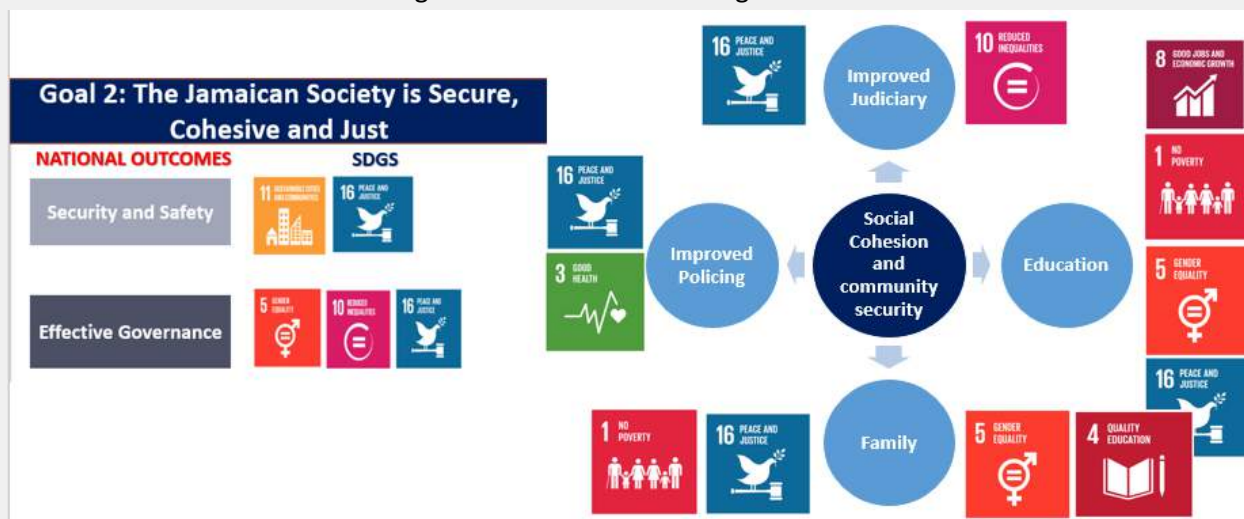 Goal 2: The Jamaican Society is Secure,
Cohesive and Just
NATIONAL OUTCOMES
SDGS
Security and Safety
11 SUSTAINABLE CITIES
AND COMMUNITIES
16 PEACE AND
JUSTICE
Effective Governance
5 GENDER
EQUALITY
10 REDUCED
INEQUALITIES
16 PEACE AND
JUSTICE
16 PEACE AND
JUSTICE
Improved
Judiciary
10 REDUCED
INEQUALITIES
16 PEACE AND
JUSTICE
3 GOOD
HEALTH
Improved
Policing
Social
Cohesion
and
community
security
Education
8 GOOD JOBS AND
ECONOMIC GROWTH
1 NO
POVERTY
5 GENDER
EQUALITY
16 PEACE AND
JUSTICE
1 NO
POVERTY
16 PEACE AND
JUSTICE
Family
5 GENDER
EQUALITY
4 QUALITY
EDUCATION